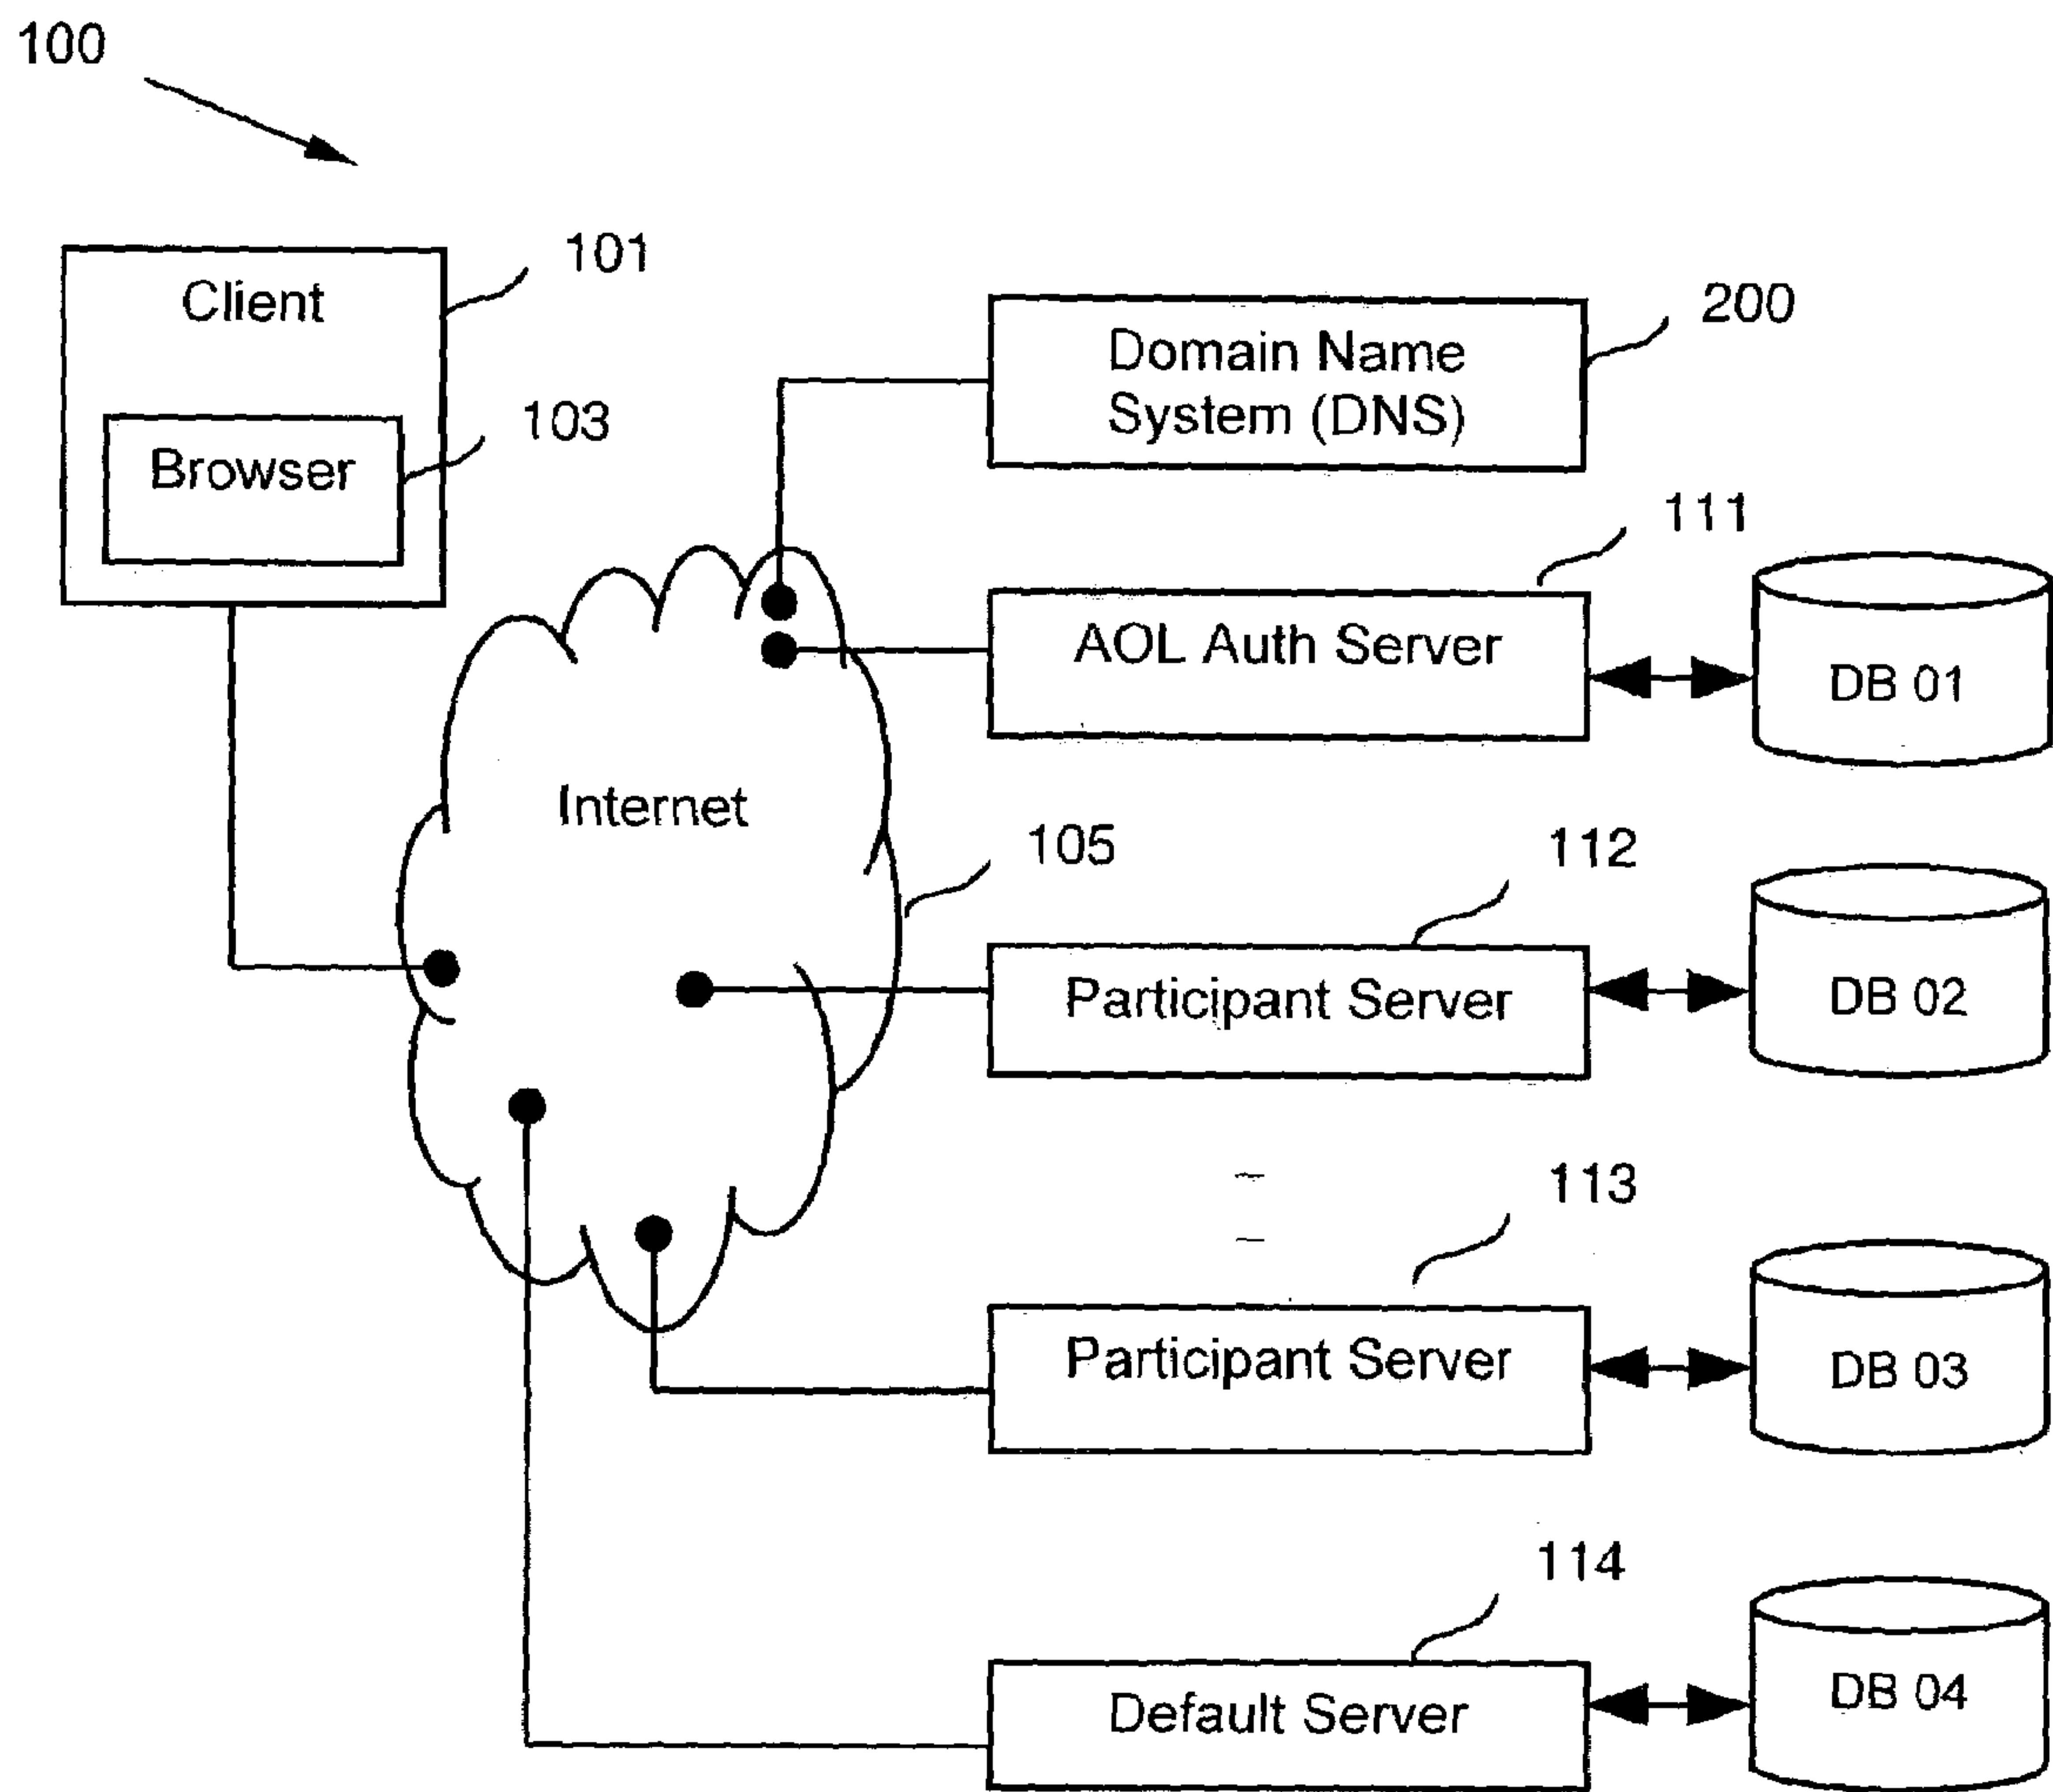 100
101
Client
103
Browser
200
Domain Name
System (DNS)
111
AOL Auth Server
DB 01
Internet
105
112
Participant Server
DB 02
113
Participant Server
DB 03
114
Default Server
DB 04